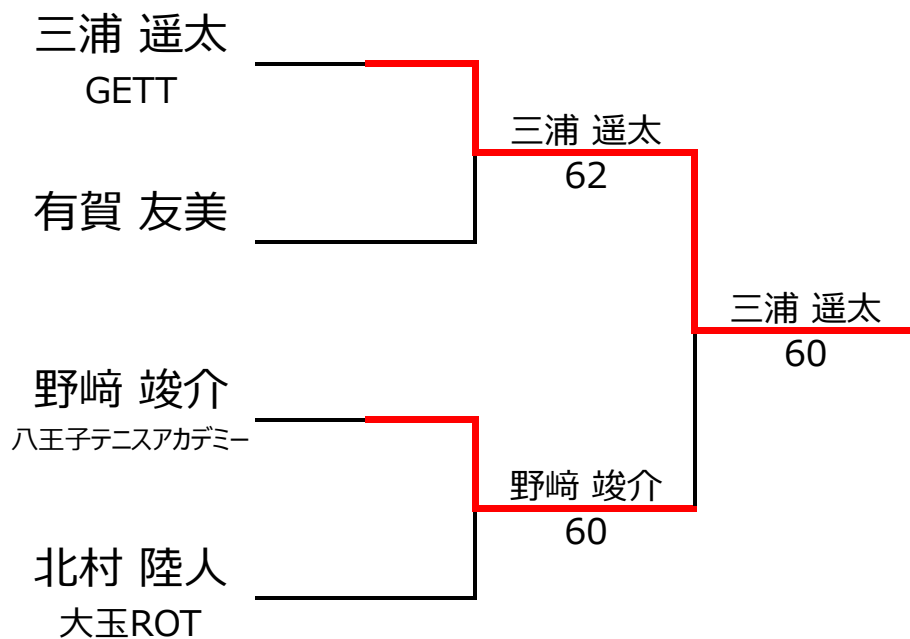 三浦 遥太
GETT
三浦 遥太
62
有賀 友美
三浦 遥太
60
野﨑 竣介
八王子テニスアカデミー
野﨑 竣介
60
北村 陸人
大玉ROT